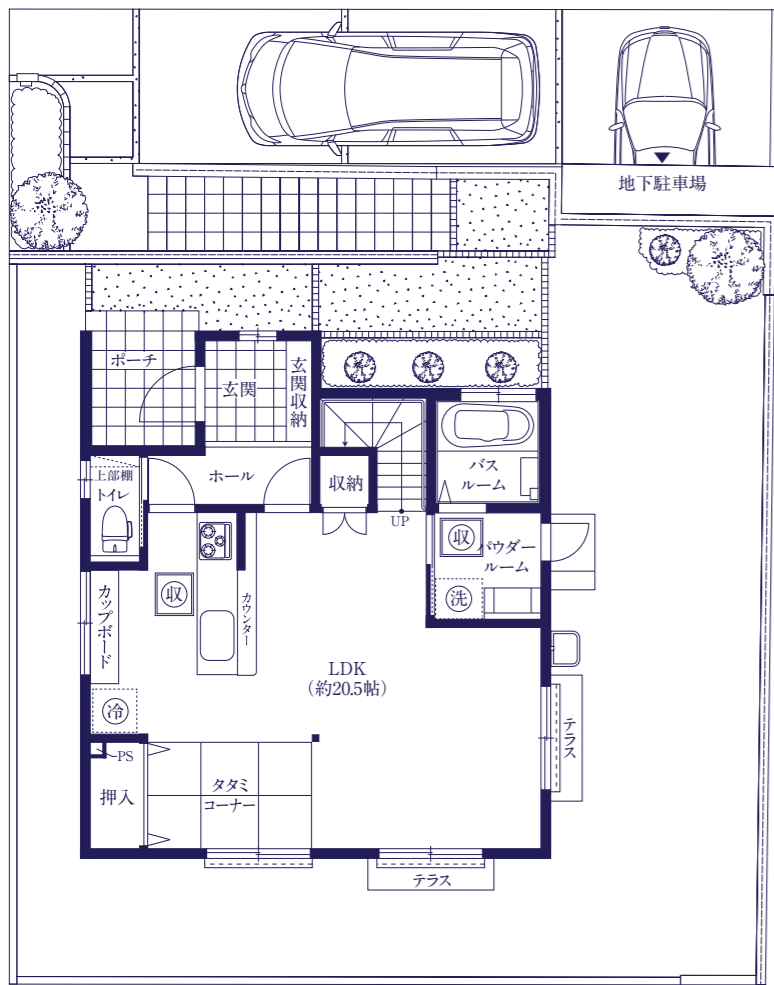 地下駐車場
ポーチ
玄関
玄関収納
上部棚
トイレ
ホール
収納
バス
ルーム
UP
収
パウダー
ルーム
洗
収
カップボード
カウンター
LDK
（約20.5帖）
冷
PS
押入
タタミ
コーナー
テラス
テラス